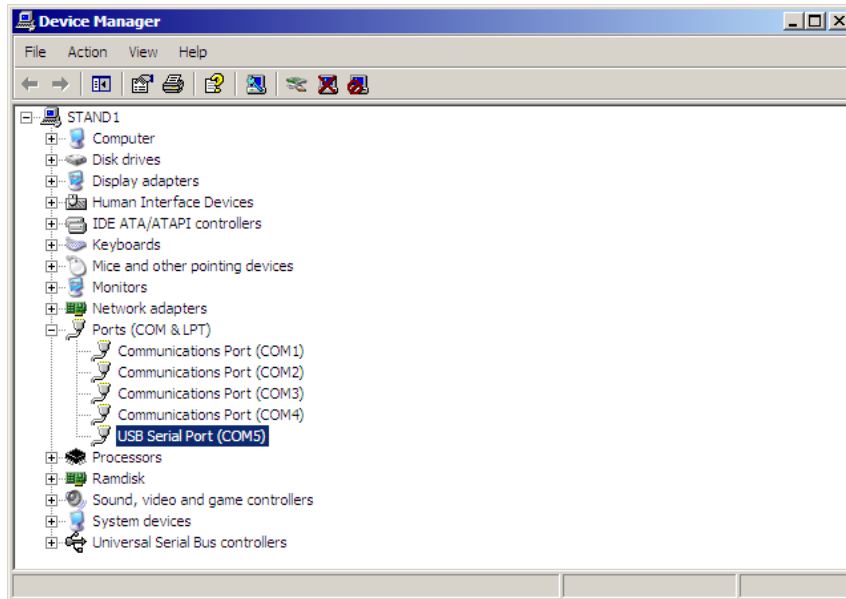 Device Manager
File Action View Help
STAND1
Computer
Disk drives
Display adapters
Human Interface Devices
IDE ATA/ATAPI controllers
Keyboards
Mice and other pointing devices
Monitors
Network adapters
Ports (COM & LPT)
Communications Port (COM1)
Communications Port (COM2)
Communications Port (COM3)
Communications Port (COM4)
USB Serial Port (COM5)
Processors
Ramdisk
Sound, video and game controllers
System devices
Universal Serial Bus controllers